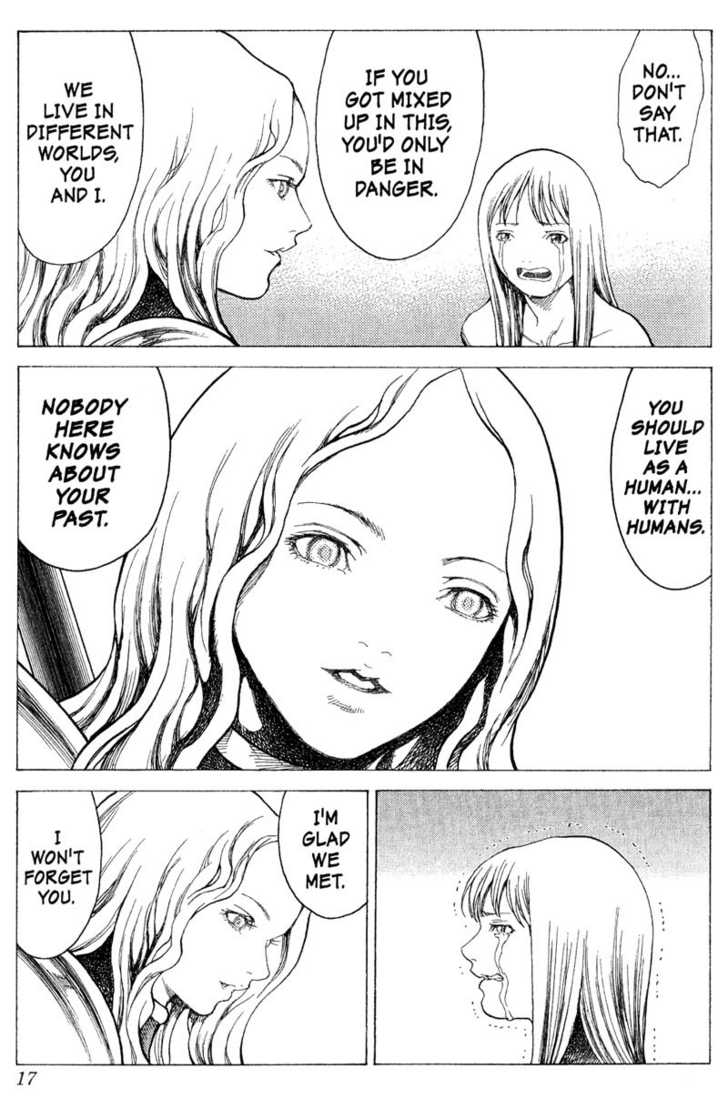 NO...
DON'T
SAY
THAT.
IF YOU
GOT MIXED
UP IN THIS,
YOU'D ONLY
BE IN
DANGER.
WE
LIVE IN
DIFFERENT
WORLDS,
YOU
AND I.
YOU
SHOULD
LIVE
AS A
HUMAN...
WITH
HUMANS.
NOBODY
HERE
KNOWS
ABOUT
YOUR
PAST.
I'M
GLAD
WE
MET.
I
WON'T
FORGET
YOU.
17